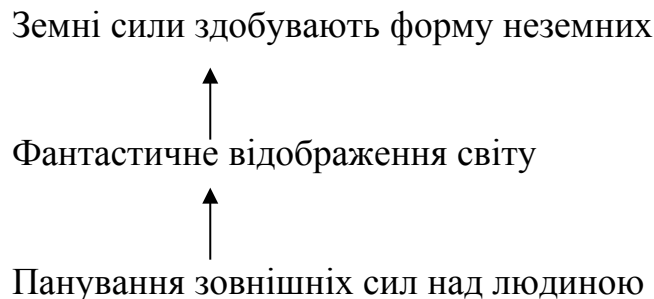 Земні сили здобувають форму неземних
Фантастичне відображення світу
Панування зовнішніх сил над людиною